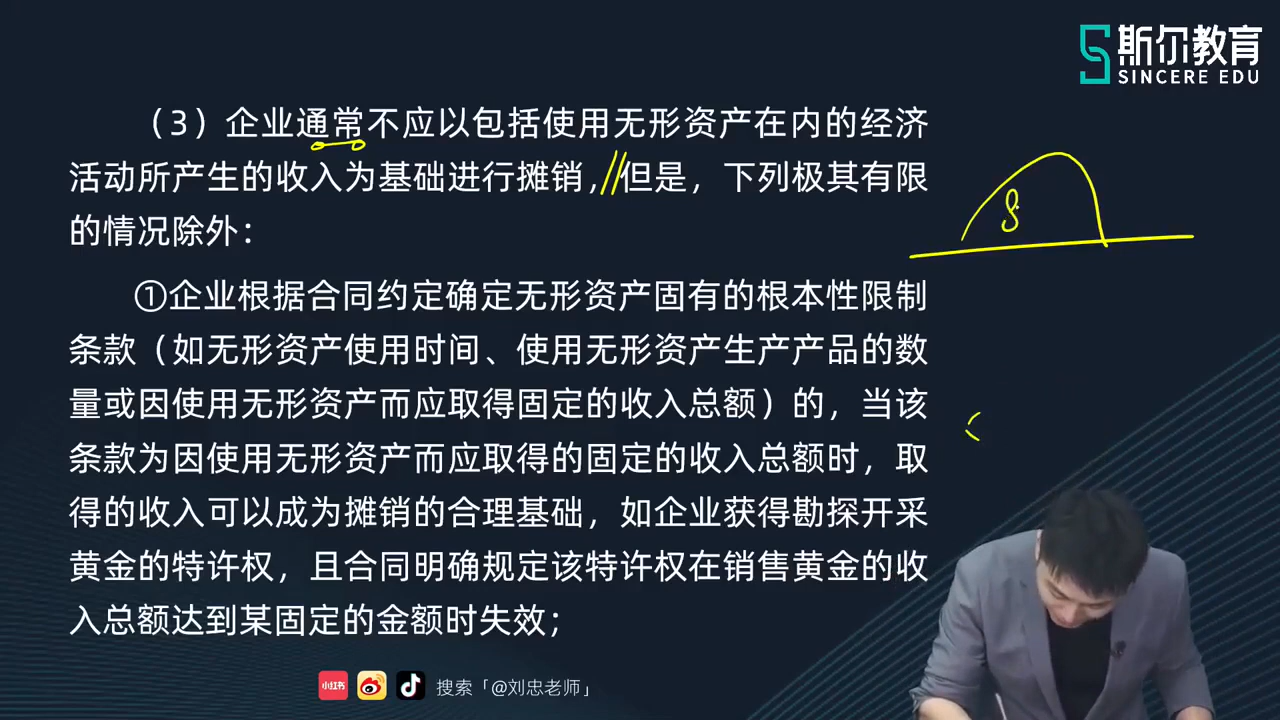 斯尔教育
SINCERE EDU
（3）企业通常不应以包括使用无形资产在内的经济
活动所产生的收入为基础进行摊销，但是，下列极其有限
的情况除外：
①企业根据合同约定确定无形资产固有的根本性限制
条款（如无形资产使用时间、使用无形资产生产产品的数
量或因使用无形资产而应取得固定的收入总额）的，当该
条款为因使用无形资产而应取得的固定的收入总额时，取
得的收入可以成为摊销的合理基础，如企业获得勘探开采
黄金的特许权，且合同明确规定该特许权在销售黄金的收
入总额达到某固定的金额时失效；
小红书
搜索「@刘忠老师」